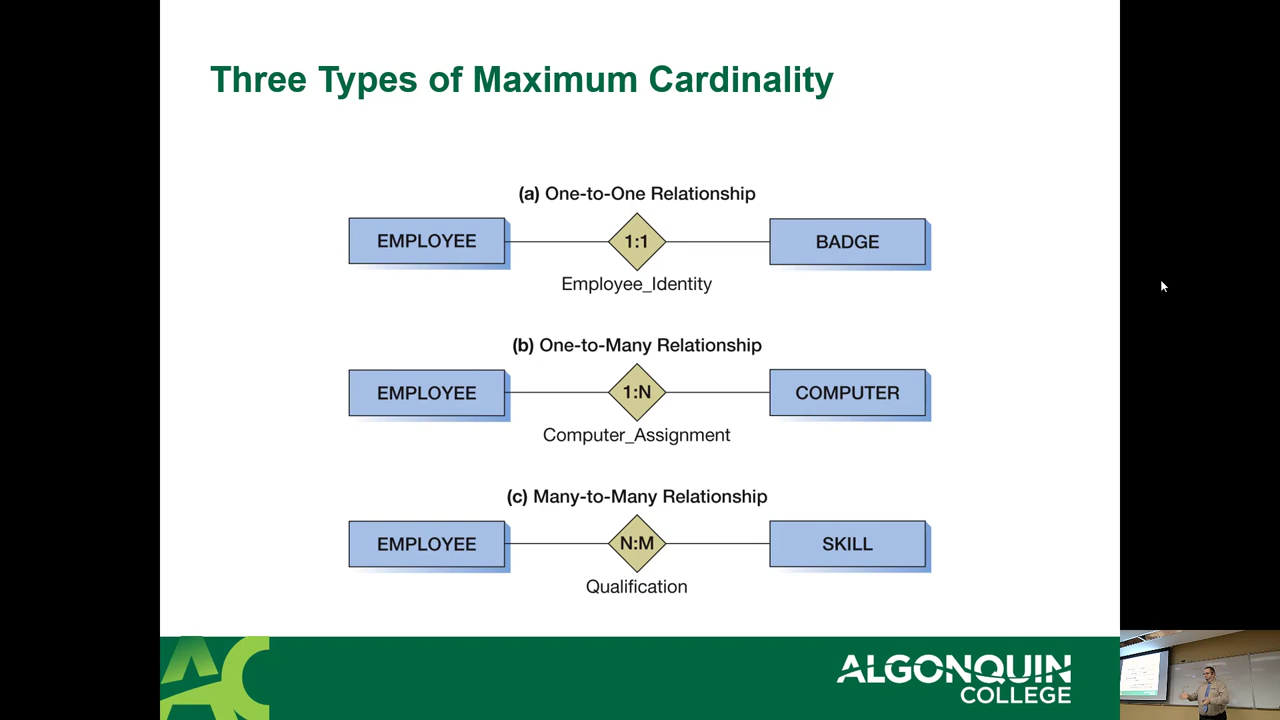 Three Types of Maximum Cardinality
(a) One-to-One Relationship
EMPLOYEE
1:1
BADGE
Employee_Identity
(b) One-to-Many Relationship
EMPLOYEE
1:N
COMPUTER
Computer_Assignment
(c) Many-to-Many Relationship
EMPLOYEE
N:M
SKILL
Qualification
AC
ALGONQUIN
COLLEGE